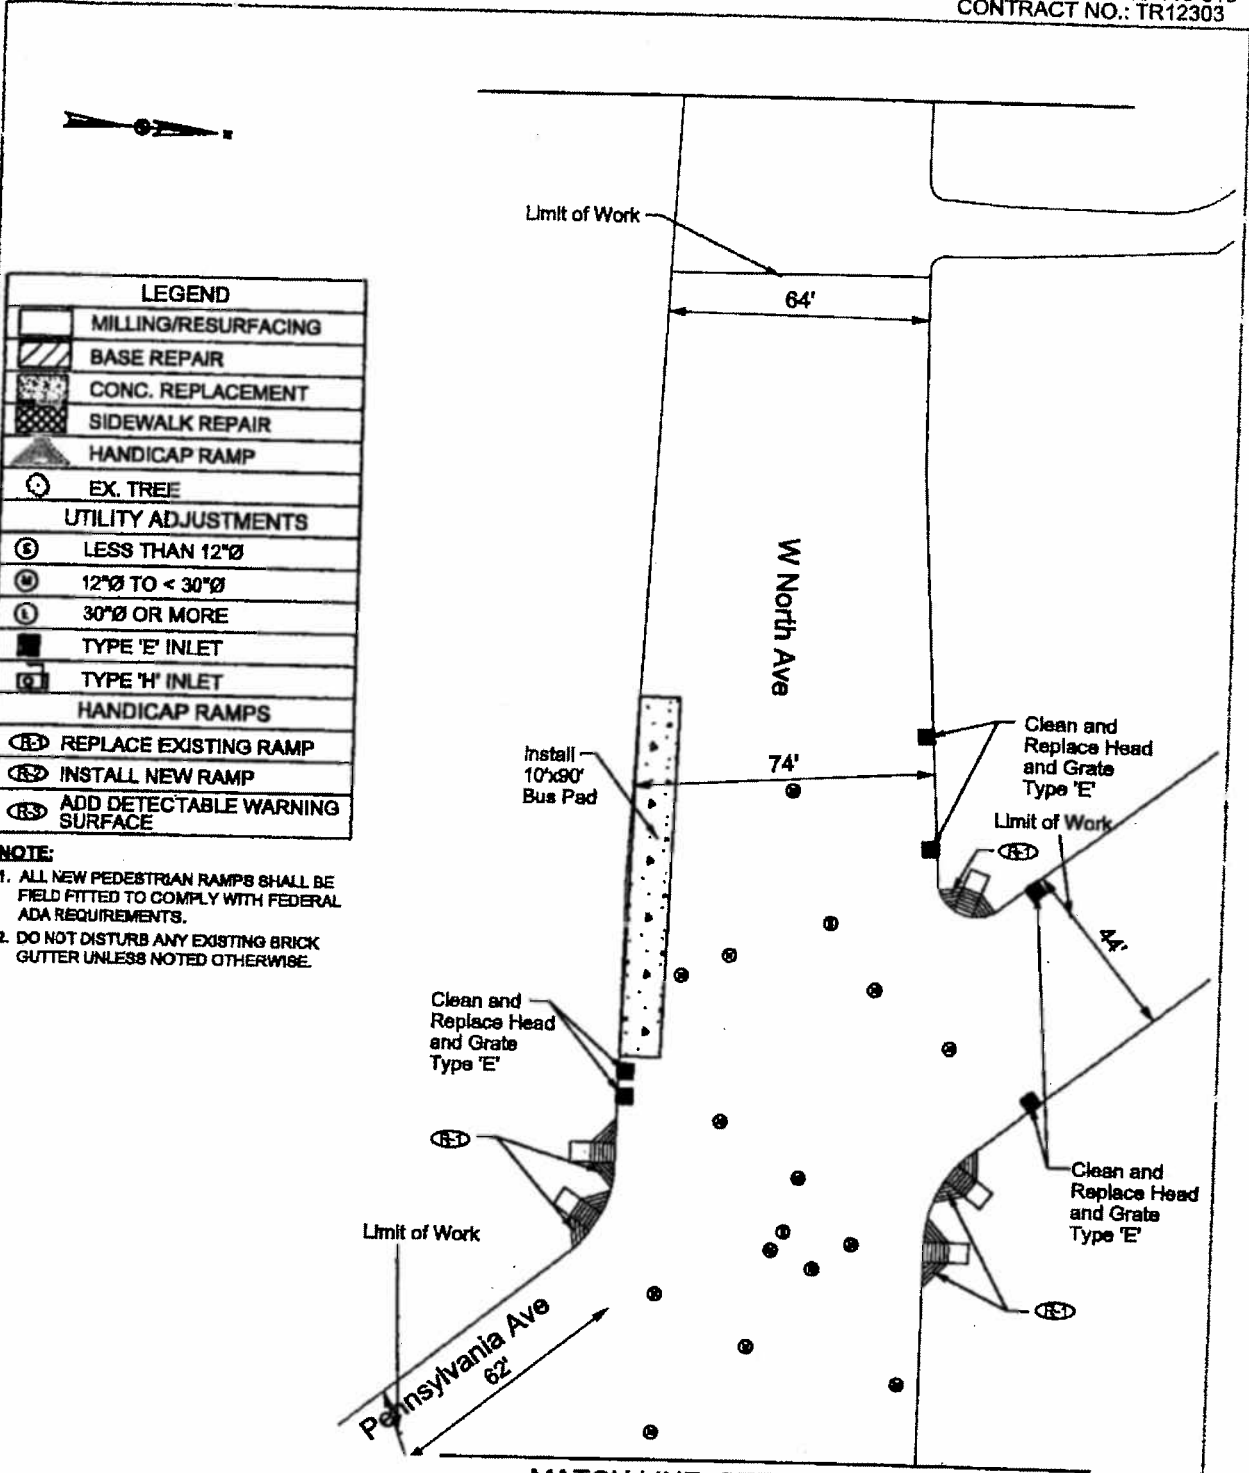 CONTRACT NO.: TR12303
Limit of Work
64'
LEGEND
MILLING/RESURFACING
BASE REPAIR
CONC. REPLACEMENT
SIDEWALK REPAIR
HANDICAP RAMP
EX. TREE
UTILITY ADJUSTMENTS
S LESS THAN 12"Ø
M 12"Ø TO < 30"Ø
L 30"Ø OR MORE
TYPE 'E' INLET
TYPE 'H' INLET
HANDICAP RAMPS
R-1 REPLACE EXISTING RAMP
R-2 INSTALL NEW RAMP
R-3 ADD DETECTABLE WARNING
SURFACE
NOTE:
1. ALL NEW PEDESTRIAN RAMPS SHALL BE
FIELD FITTED TO COMPLY WITH FEDERAL
ADA REQUIREMENTS.
2. DO NOT DISTURB ANY EXISTING BRICK
GUTTER UNLESS NOTED OTHERWISE.
W North Ave
Install
10'x90'
Bus Pad
74'
Clean and
Replace Head
and Grate
Type 'E'
Limit of Work
R-1
44'
Clean and
Replace Head
and Grate
Type 'E'
R-1
Clean and
Replace Head
and Grate
Type 'E'
Limit of Work
R-1
Pennsylvania Ave
62'